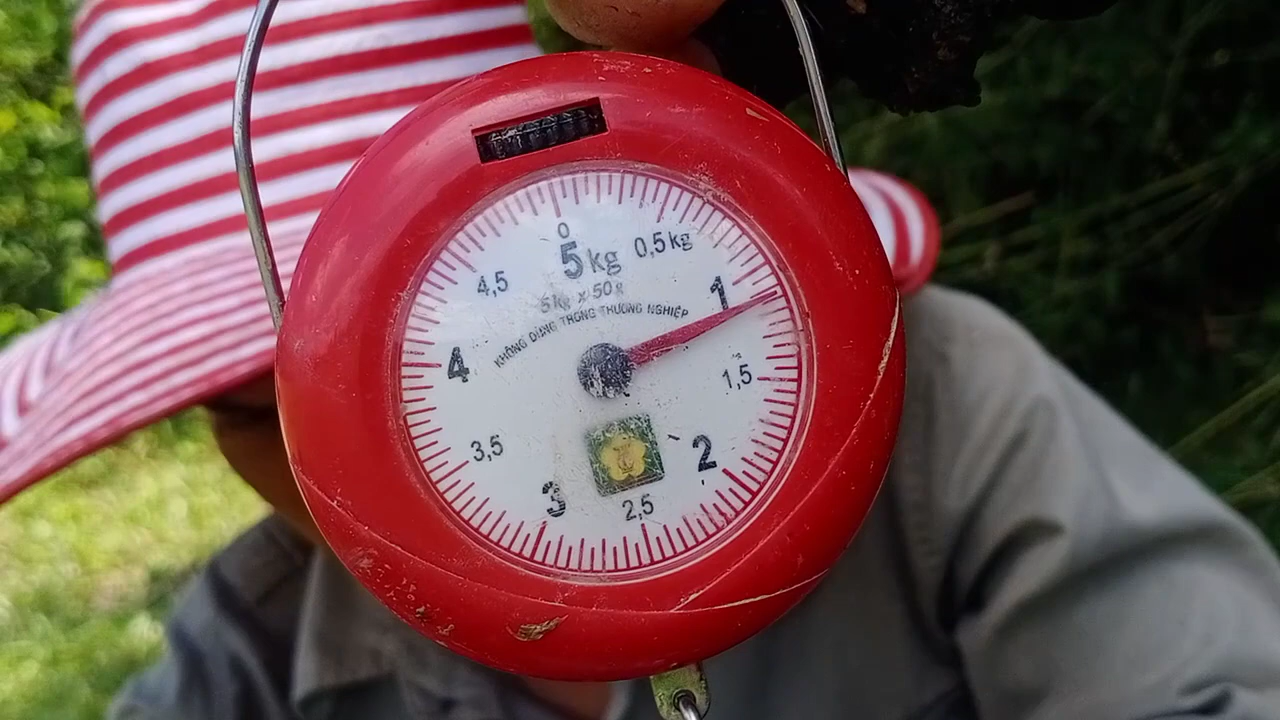 0
5kg
0,5kg
4,5
1
5kg x 50g
KHÔNG DÙNG TRONG THƯƠNG NGHIỆP
4
1,5
3,5
2
3
2,5